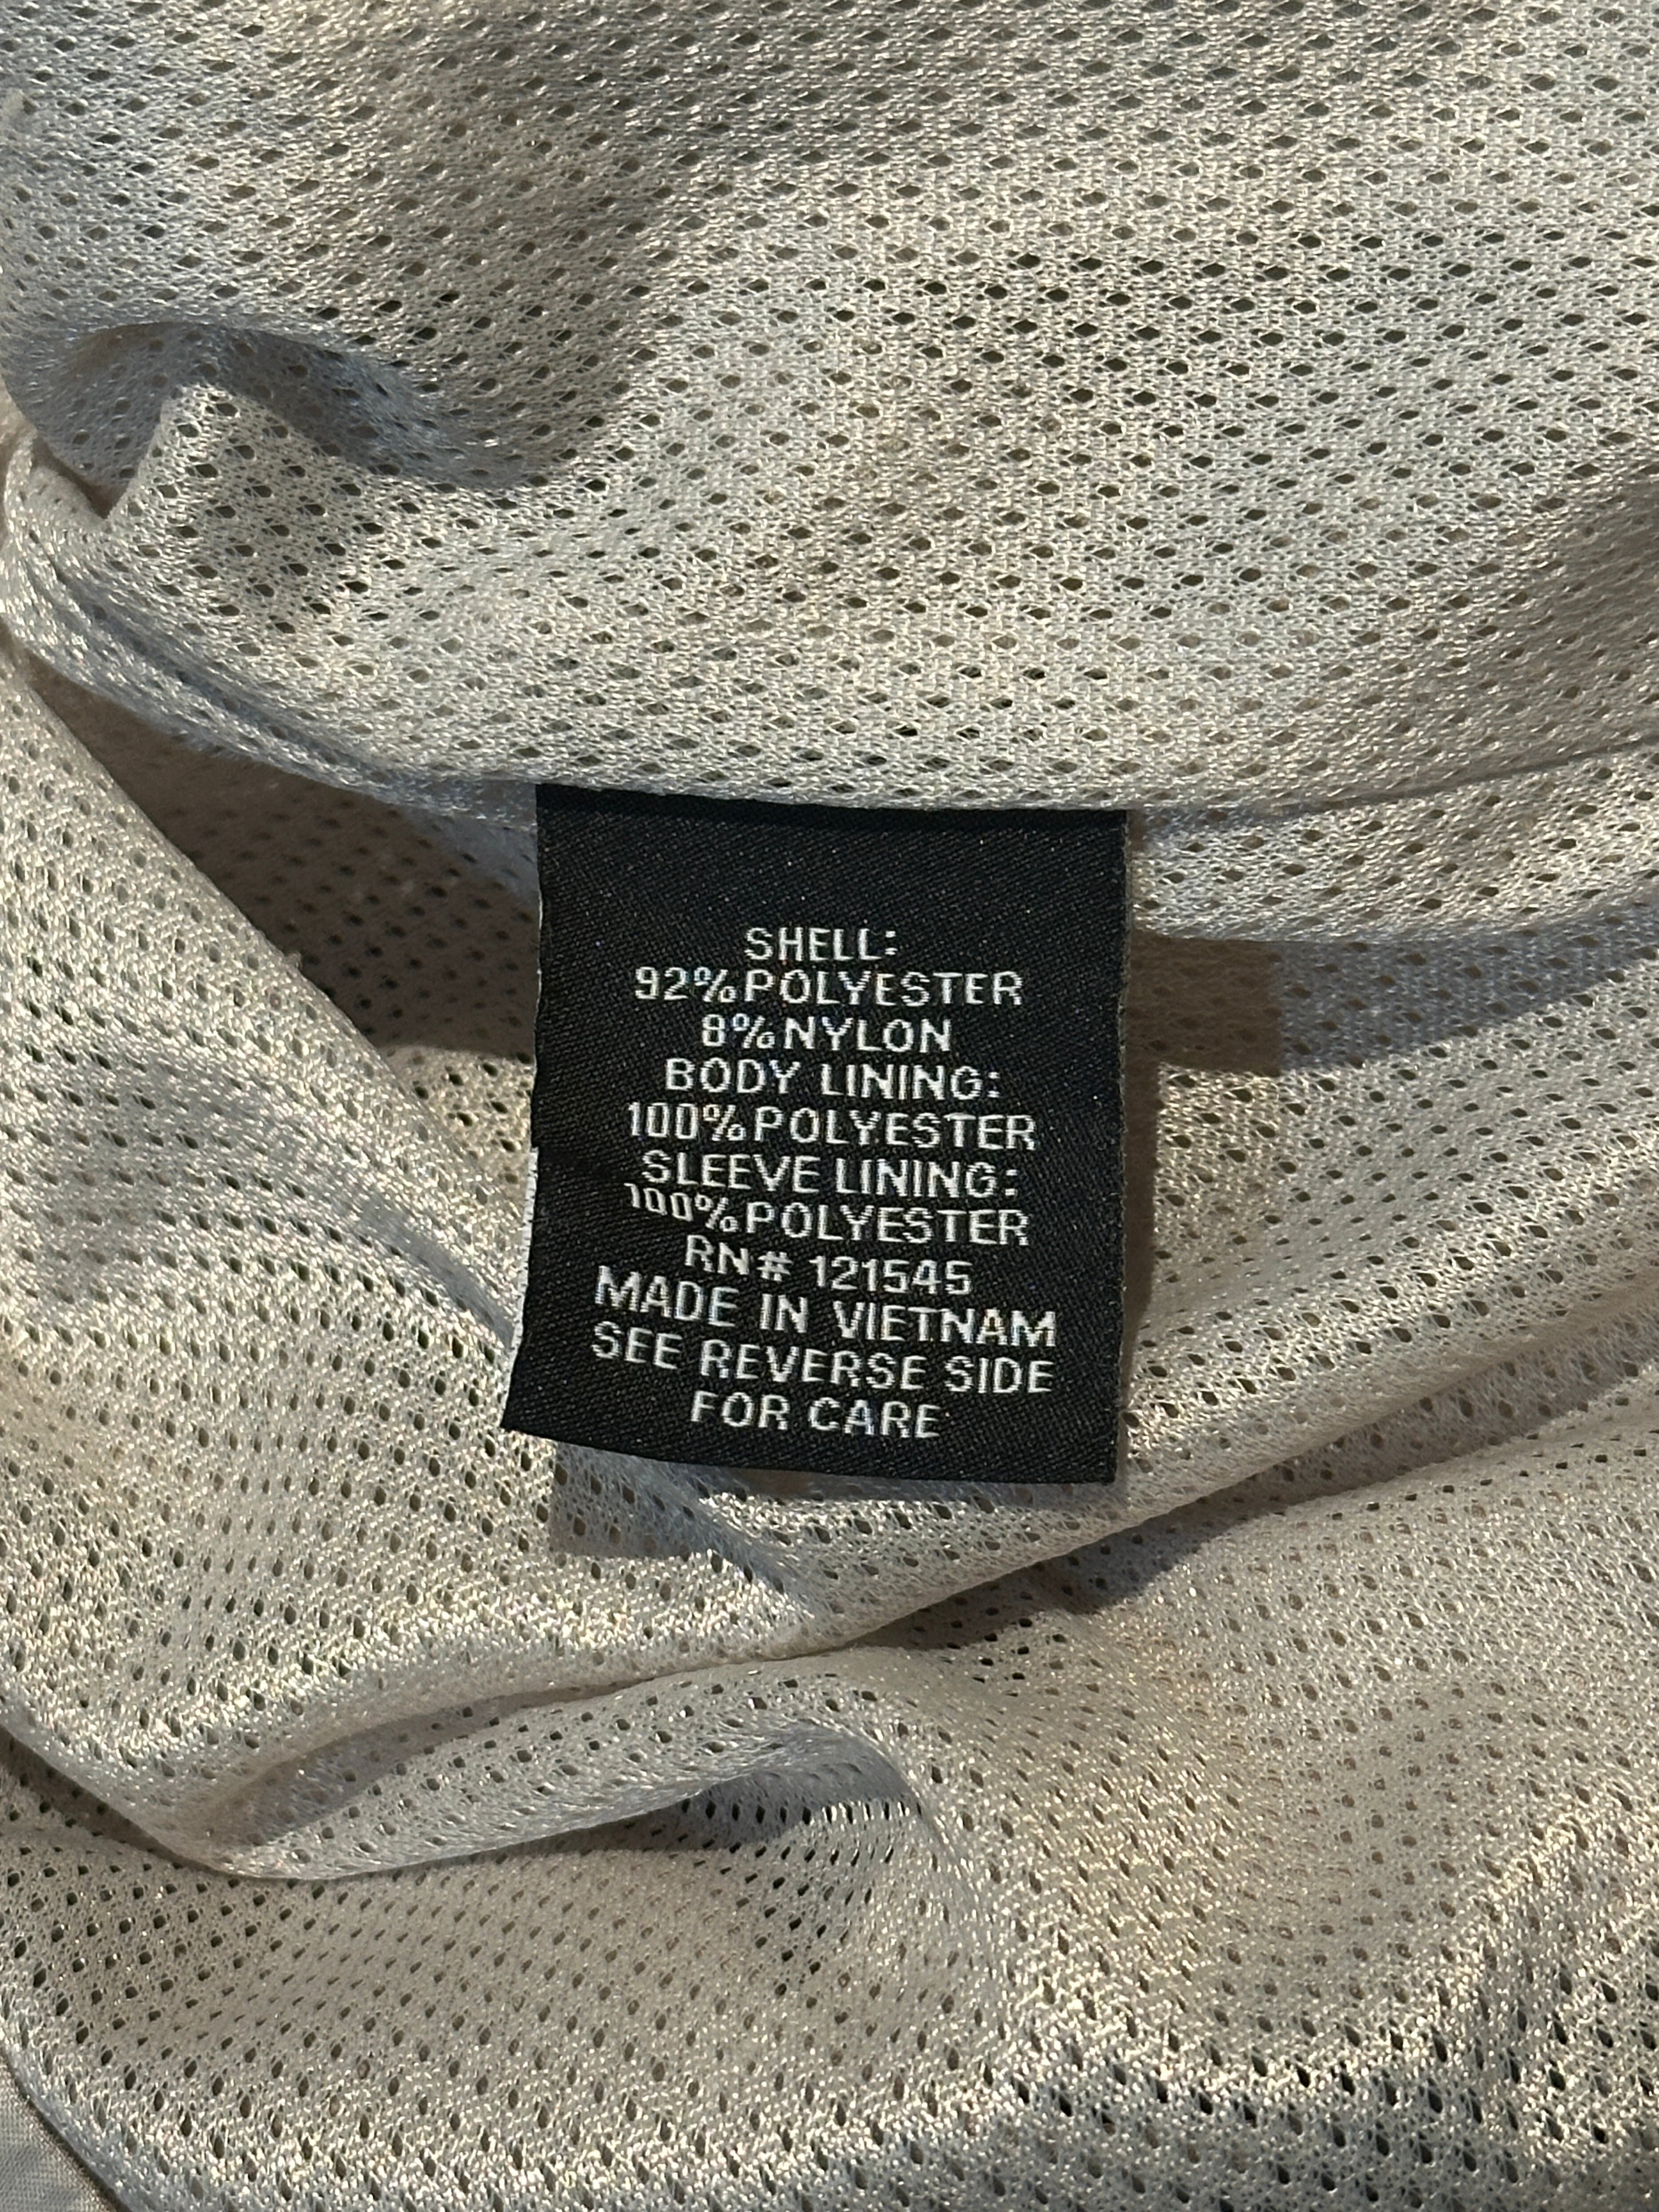 SHELL:
92%POLYESTER
8%NYLON
BODY LINING:
100%POLYESTER
SLEEVE LINING:
100%POLYESTER
RN# 121545
MADE IN VIETNAM
SEE REVERSE SIDE
FOR CARE